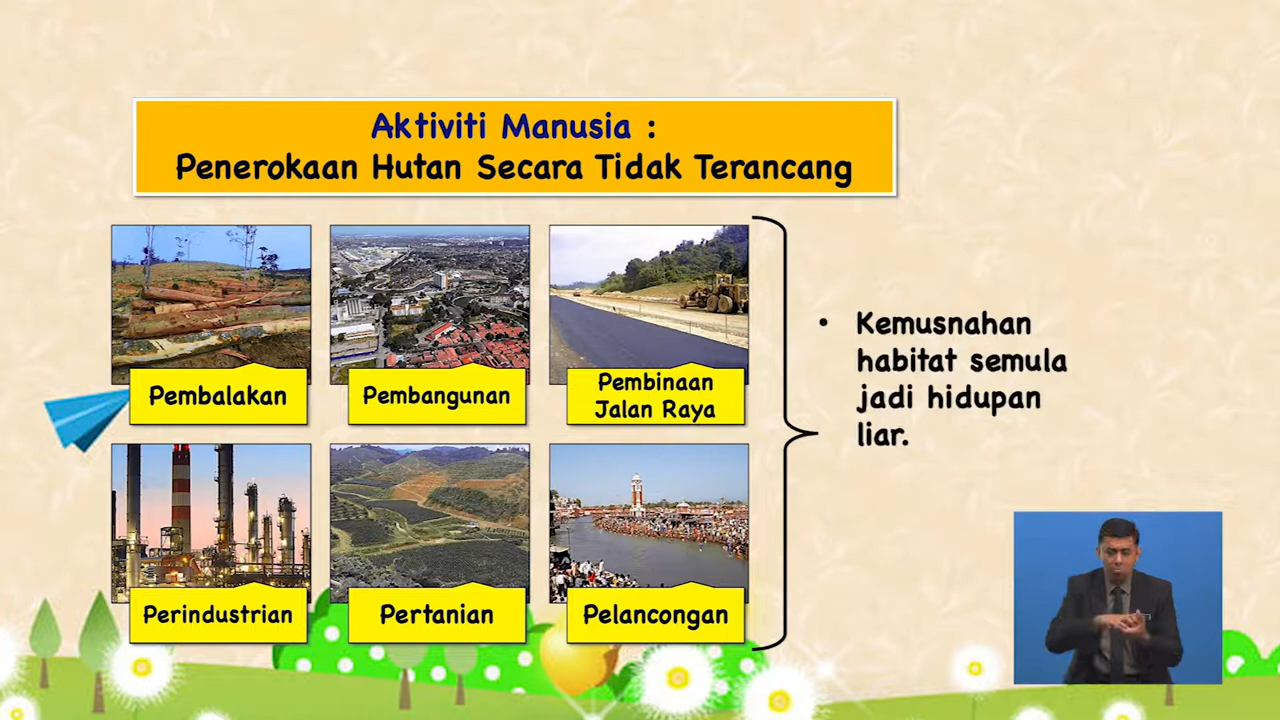 Aktiviti Manusia :
Penerokaan Hutan Secara Tidak Terancang
Pembalakan
Pembangunan
Pembinaan
Jalan Raya
Perindustrian
Pertanian
Pelancongan
• Kemusnahan
habitat semula
jadi hidupan
liar.